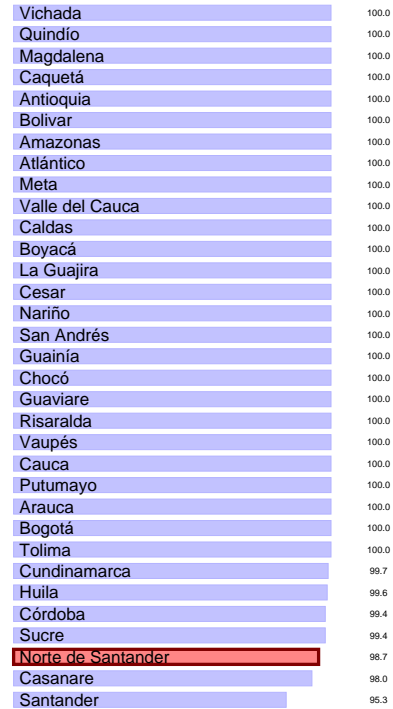 Vichada 100.0
Quindío 100.0
Magdalena 100.0
Caquetá 100.0
Antioquia 100.0
Bolivar 100.0
Amazonas 100.0
Atlántico 100.0
Meta 100.0
Valle del Cauca 100.0
Caldas 100.0
Boyacá 100.0
La Guajira 100.0
Cesar 100.0
Nariño 100.0
San Andrés 100.0
Guainía 100.0
Chocó 100.0
Guaviare 100.0
Risaralda 100.0
Vaupés 100.0
Cauca 100.0
Putumayo 100.0
Arauca 100.0
Bogotá 100.0
Tolima 100.0
Cundinamarca 99.7
Huila 99.6
Córdoba 99.4
Sucre 99.4
Norte de Santander 98.7
Casanare 98.0
Santander 95.3